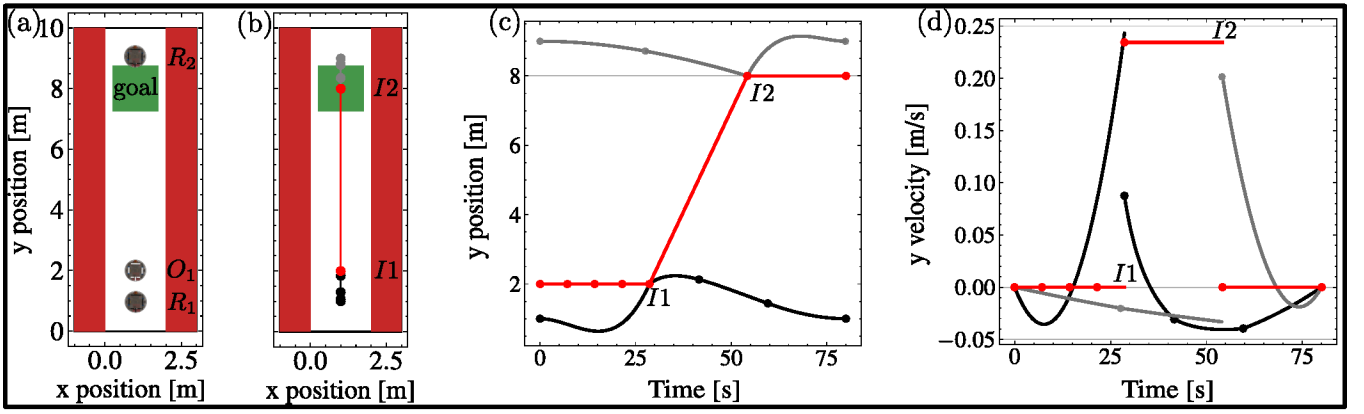 (a)
10
8
6
4
2
0
y position [m]
R₂
goal
O₁
R₁
0.0 2.5
x position [m]
(b)
I2
I1
0.0 2.5
x position [m]
(c)
8
6
4
2
y position [m]
I2
I1
0 25 50 75
Time [s]
(d)
0.25
0.20
0.15
0.10
0.05
0.00
−0.05
y velocity [m/s]
I2
I1
0 25 50 75
Time [s]